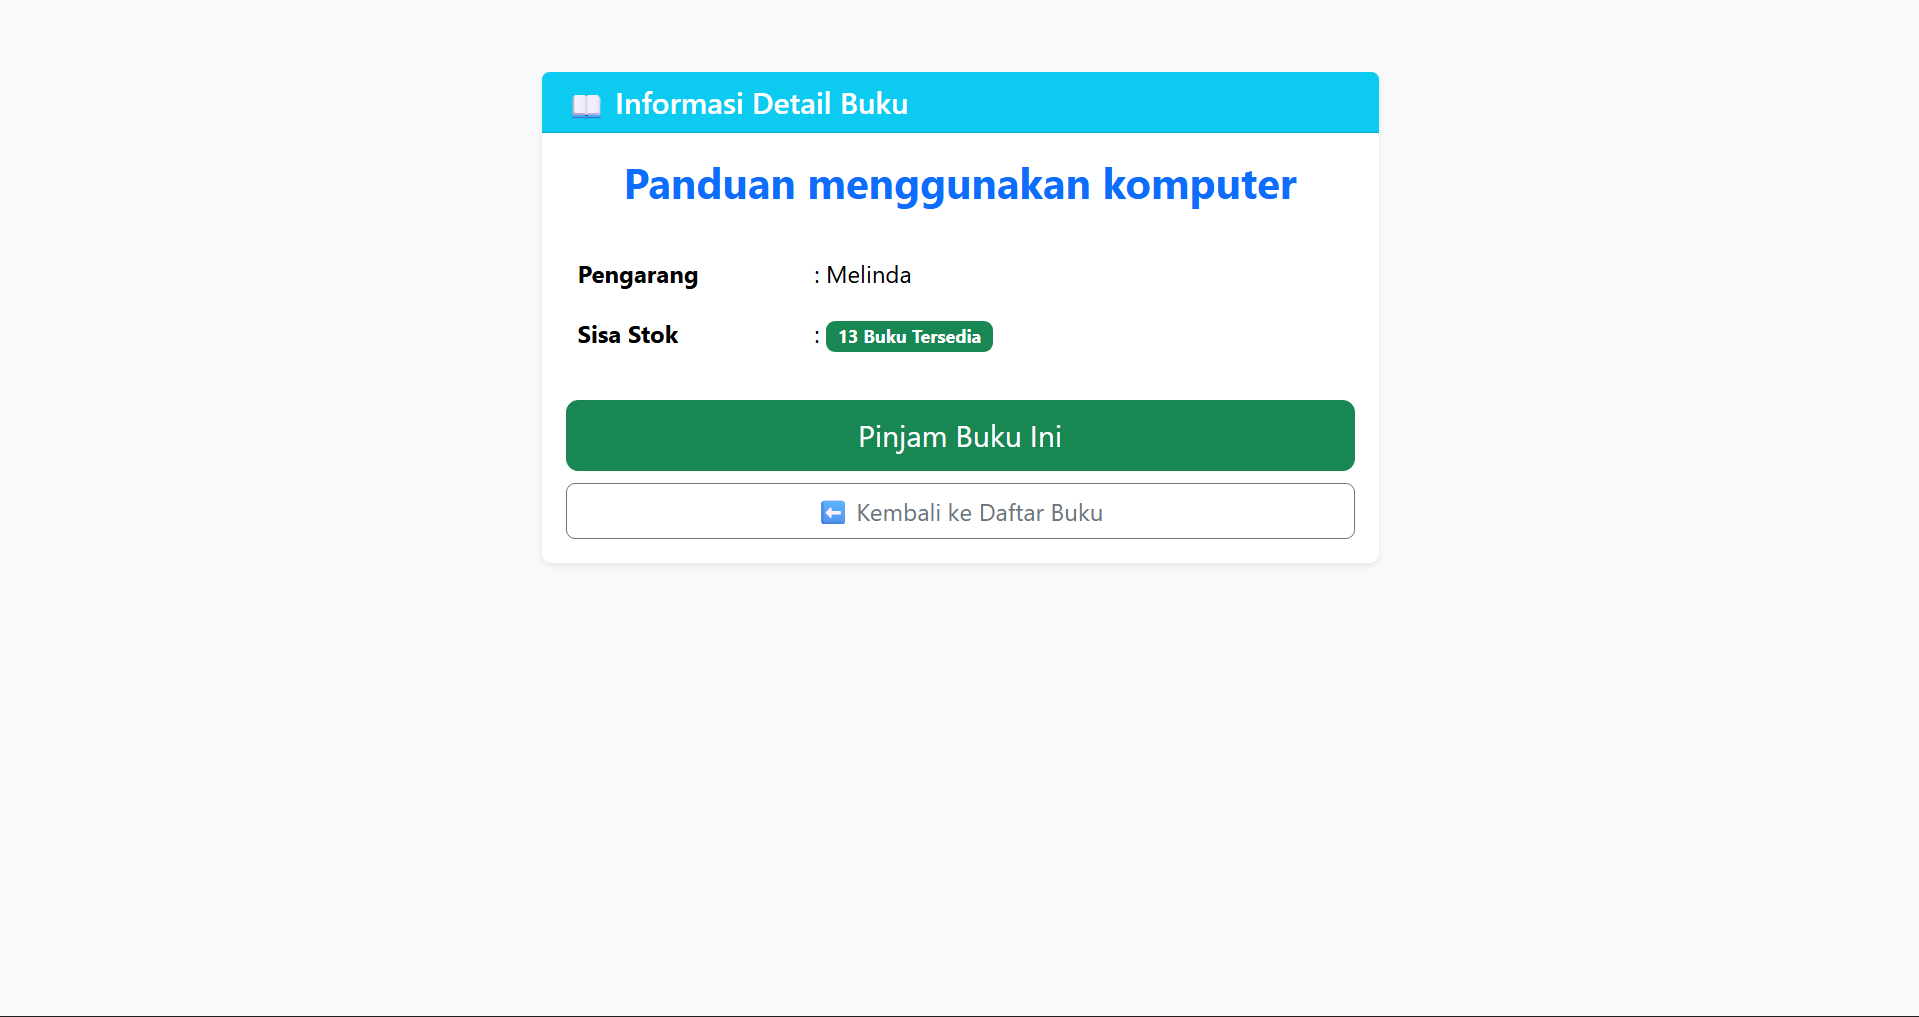 📖 Informasi Detail Buku
Panduan menggunakan komputer
Pengarang : Melinda
Sisa Stok : 13 Buku Tersedia
Pinjam Buku Ini
⬅️ Kembali ke Daftar Buku